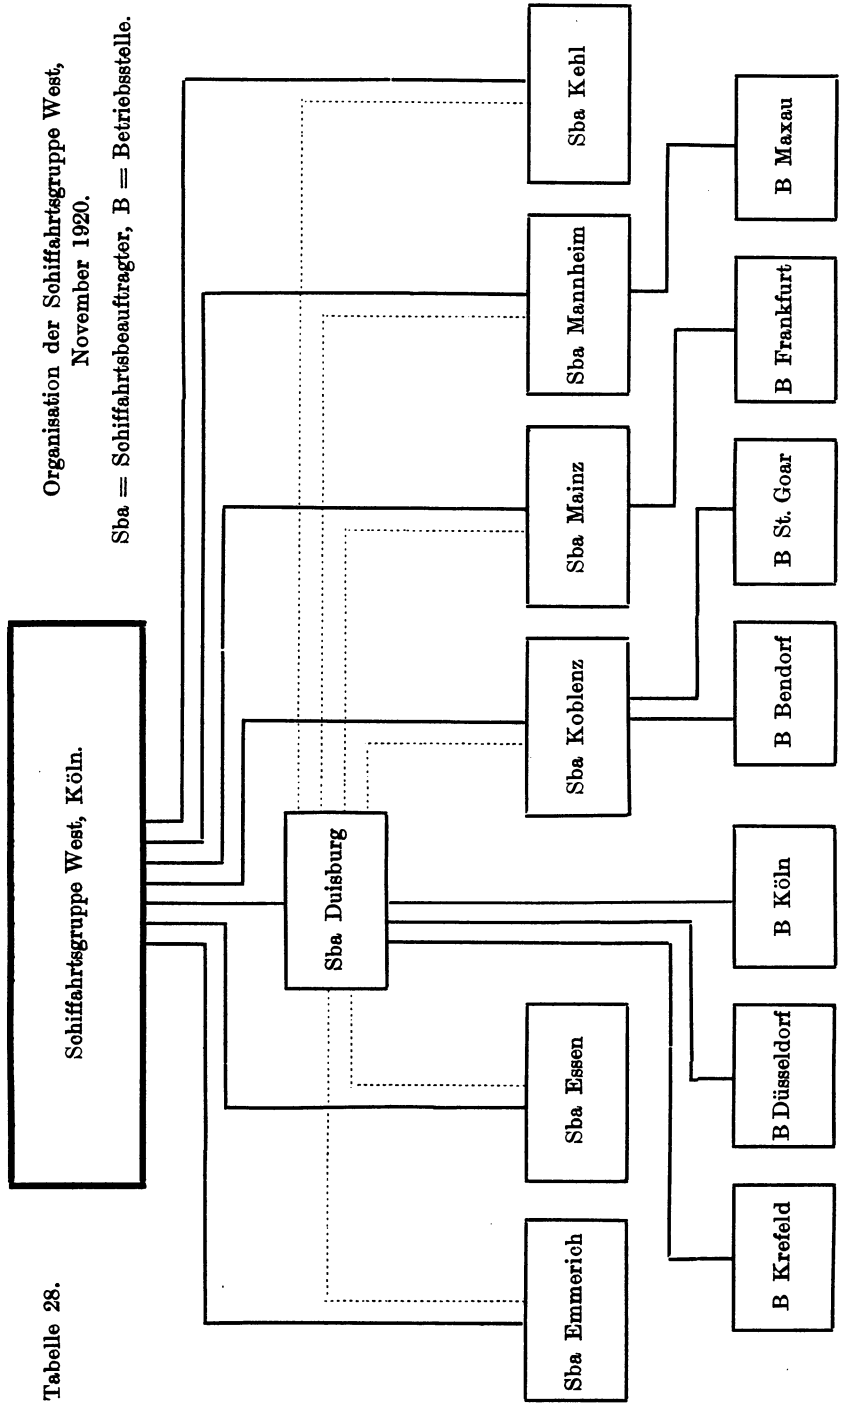 Tabelle 28.
Organisation der Schiffahrtsgruppe West,
November 1920.
Sba = Schiffahrtsbeauftragter, B = Betriebsstelle.
Schiffahrtsgruppe West, Köln.
Sba Duisburg
Sba Emmerich
Sba Essen
Sba Koblenz
Sba Mainz
Sba Mannheim
Sba Kehl
B Krefeld
B Düsseldorf
B Köln
B Bendorf
B St. Goar
B Frankfurt
B Maxau